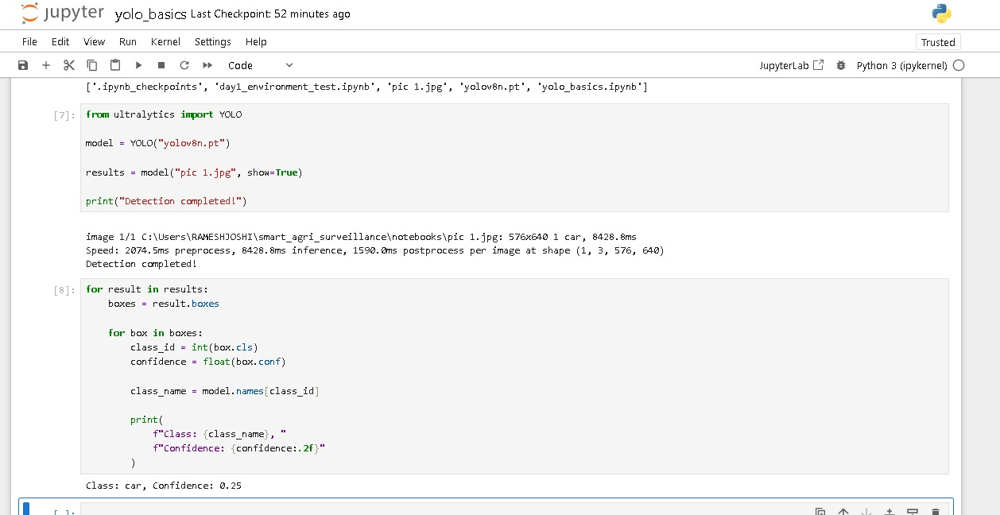 jupyter yolo_basics Last Checkpoint: 52 minutes ago
File Edit View Run Kernel Settings Help Trusted
Code JupyterLab Python 3 (ipykernel)
['.ipynb_checkpoints', 'day1_environment_test.ipynb', 'pic 1.jpg', 'yolov8n.pt', 'yolo_basics.ipynb']
[7]: from ultralytics import YOLO
model = YOLO("yolov8n.pt")
results = model("pic 1.jpg", show=True)
print("Detection completed!")
image 1/1 C:\Users\RAMESHJOSHI\smart_agri_surveillance\notebooks\pic 1.jpg: 576x640 1 car, 8428.8ms
Speed: 2074.5ms preprocess, 8428.8ms inference, 1590.0ms postprocess per image at shape (1, 3, 576, 640)
Detection completed!
[8]: for result in results:
    boxes = result.boxes
    for box in boxes:
        class_id = int(box.cls)
        confidence = float(box.conf)
        class_name = model.names[class_id]
        print(
            f"Class: {class_name}, "
            f"Confidence: {confidence:.2f}"
        )
Class: car, Confidence: 0.25
[ ]: